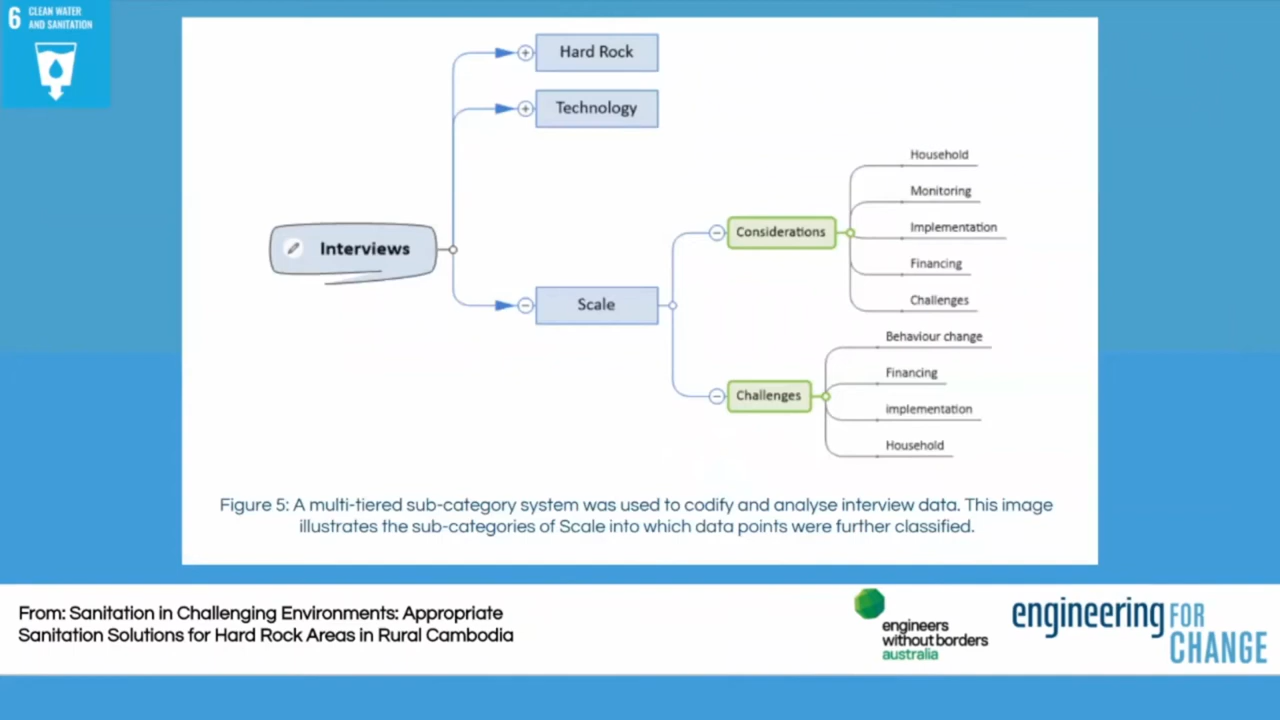 6 CLEAN WATER
AND SANITATION
Hard Rock
Technology
Interviews
Scale
Considerations
Household
Monitoring
Implementation
Financing
Challenges
Challenges
Behaviour change
Financing
implementation
Household
Figure 5: A multi-tiered sub-category system was used to codify and analyse interview data. This image
illustrates the sub-categories of Scale into which data points were further classified.
From: Sanitation in Challenging Environments: Appropriate
Sanitation Solutions for Hard Rock Areas in Rural Cambodia
engineers
without borders
australia
engineering FOR
CHANGE